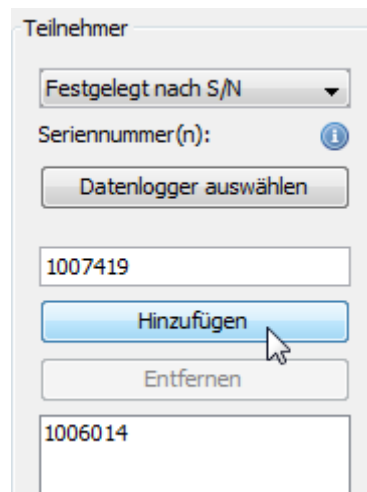 Teilnehmer
Festgelegt nach S/N
Seriennummer(n):
Datenlogger auswählen
1007419
Hinzufügen
Entfernen
1006014